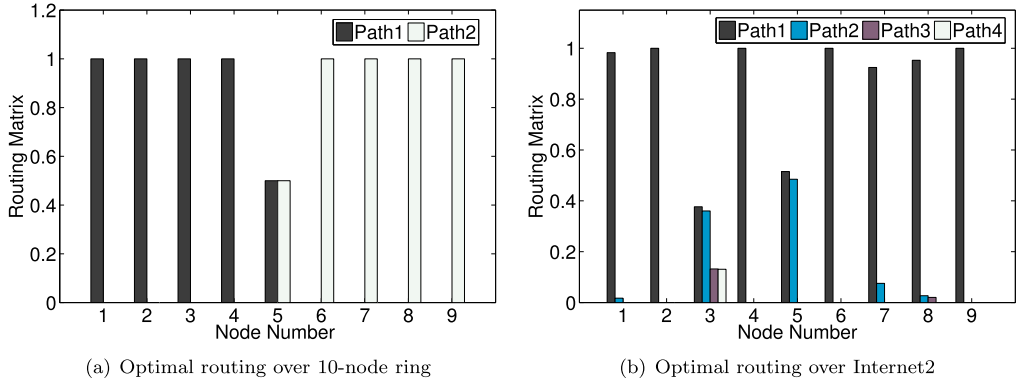 1.2
1
0.8
0.6
0.4
0.2
0
Routing Matrix
Path1 Path2
1 2 3 4 5 6 7 8 9
Node Number
(a) Optimal routing over 10-node ring
1
0.8
0.6
0.4
0.2
0
Routing Matrix
Path1 Path2 Path3 Path4
1 2 3 4 5 6 7 8 9
Node Number
(b) Optimal routing over Internet2